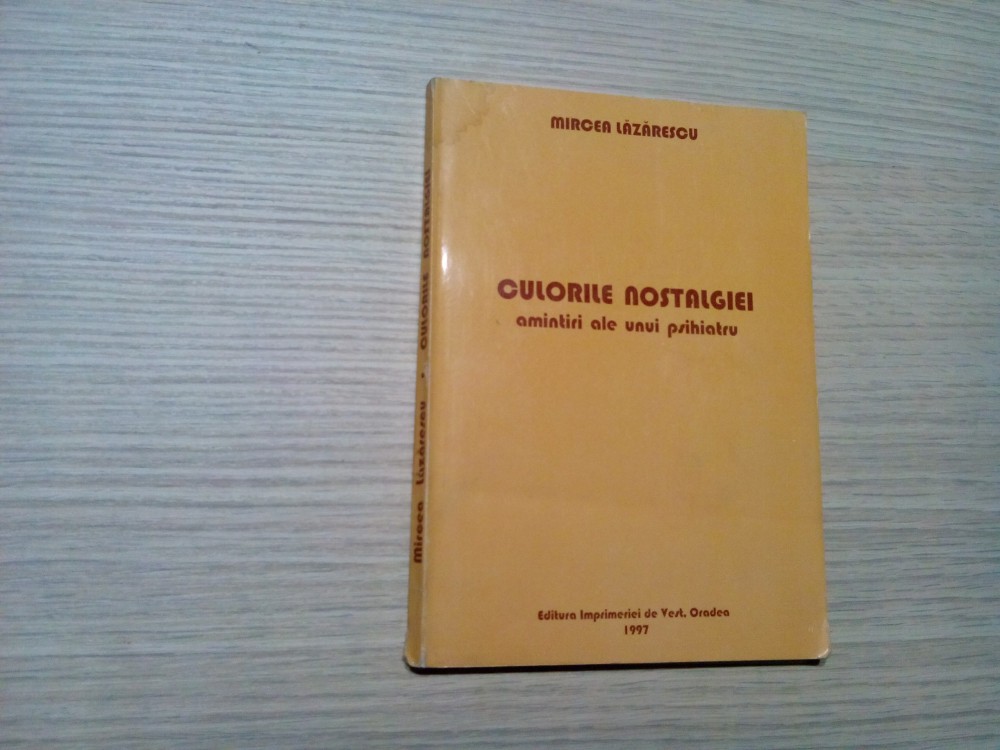 MIRCEA LĂZĂRESCU
CULORILE NOSTALGIEI
amintiri ale unui psihiatru
Editura Imprimeriei de Vest. Oradea
1997
Mircea Lăzărescu • CULORILE NOSTALGIEI